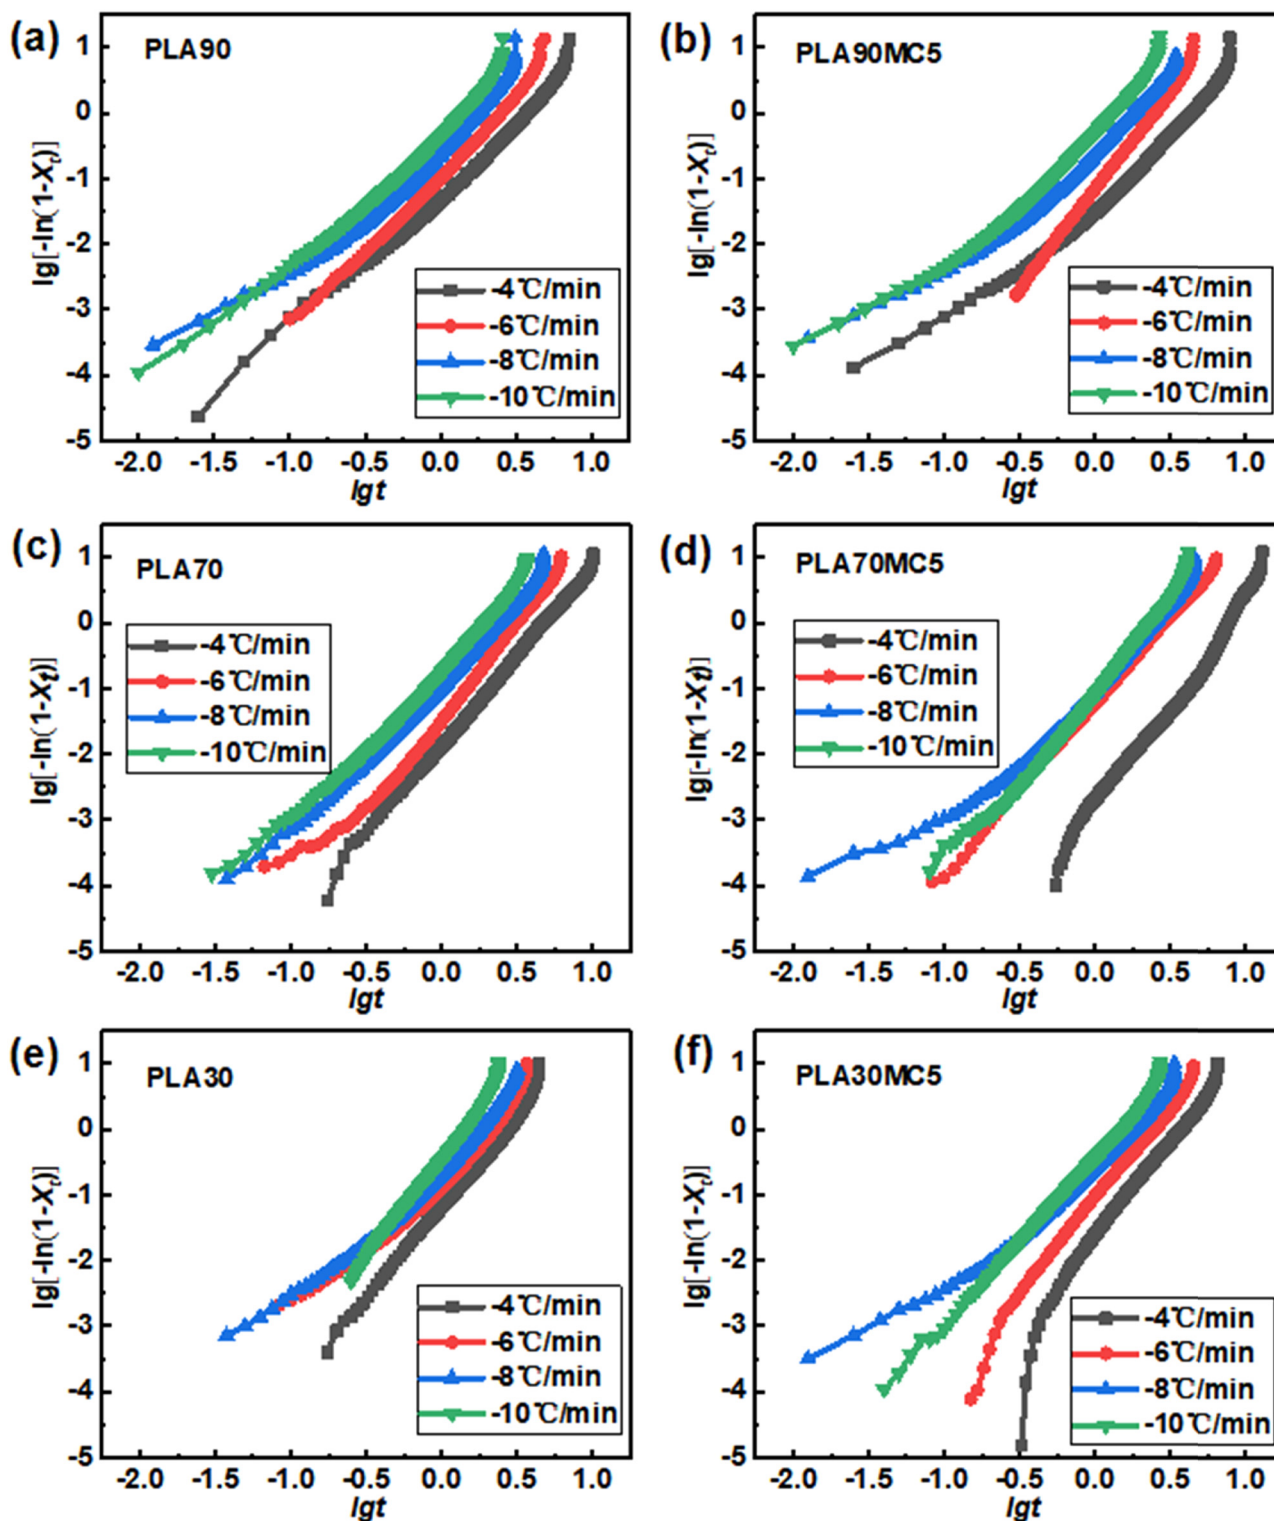 (a)
PLA90
lg[-ln(1-Xt)]
1
0
-1
-2
-3
-4
-5
-4℃/min
-6℃/min
-8℃/min
-10℃/min
-2.0 -1.5 -1.0 -0.5 0.0 0.5 1.0
lgt
(b)
PLA90MC5
lg[-ln(1-Xt)]
1
0
-1
-2
-3
-4
-5
-4℃/min
-6℃/min
-8℃/min
-10℃/min
-2.0 -1.5 -1.0 -0.5 0.0 0.5 1.0
lgt
(c)
PLA70
lg[-ln(1-Xt)]
1
0
-1
-2
-3
-4
-5
-4℃/min
-6℃/min
-8℃/min
-10℃/min
-2.0 -1.5 -1.0 -0.5 0.0 0.5 1.0
lgt
(d)
PLA70MC5
lg[-ln(1-Xt)]
1
0
-1
-2
-3
-4
-5
-4℃/min
-6℃/min
-8℃/min
-10℃/min
-2.0 -1.5 -1.0 -0.5 0.0 0.5 1.0
lgt
(e)
PLA30
lg[-ln(1-Xt)]
1
0
-1
-2
-3
-4
-5
-4℃/min
-6℃/min
-8℃/min
-10℃/min
-2.0 -1.5 -1.0 -0.5 0.0 0.5 1.0
lgt
(f)
PLA30MC5
lg[-ln(1-Xt)]
1
0
-1
-2
-3
-4
-5
-4℃/min
-6℃/min
-8℃/min
-10℃/min
-2.0 -1.5 -1.0 -0.5 0.0 0.5 1.0
lgt